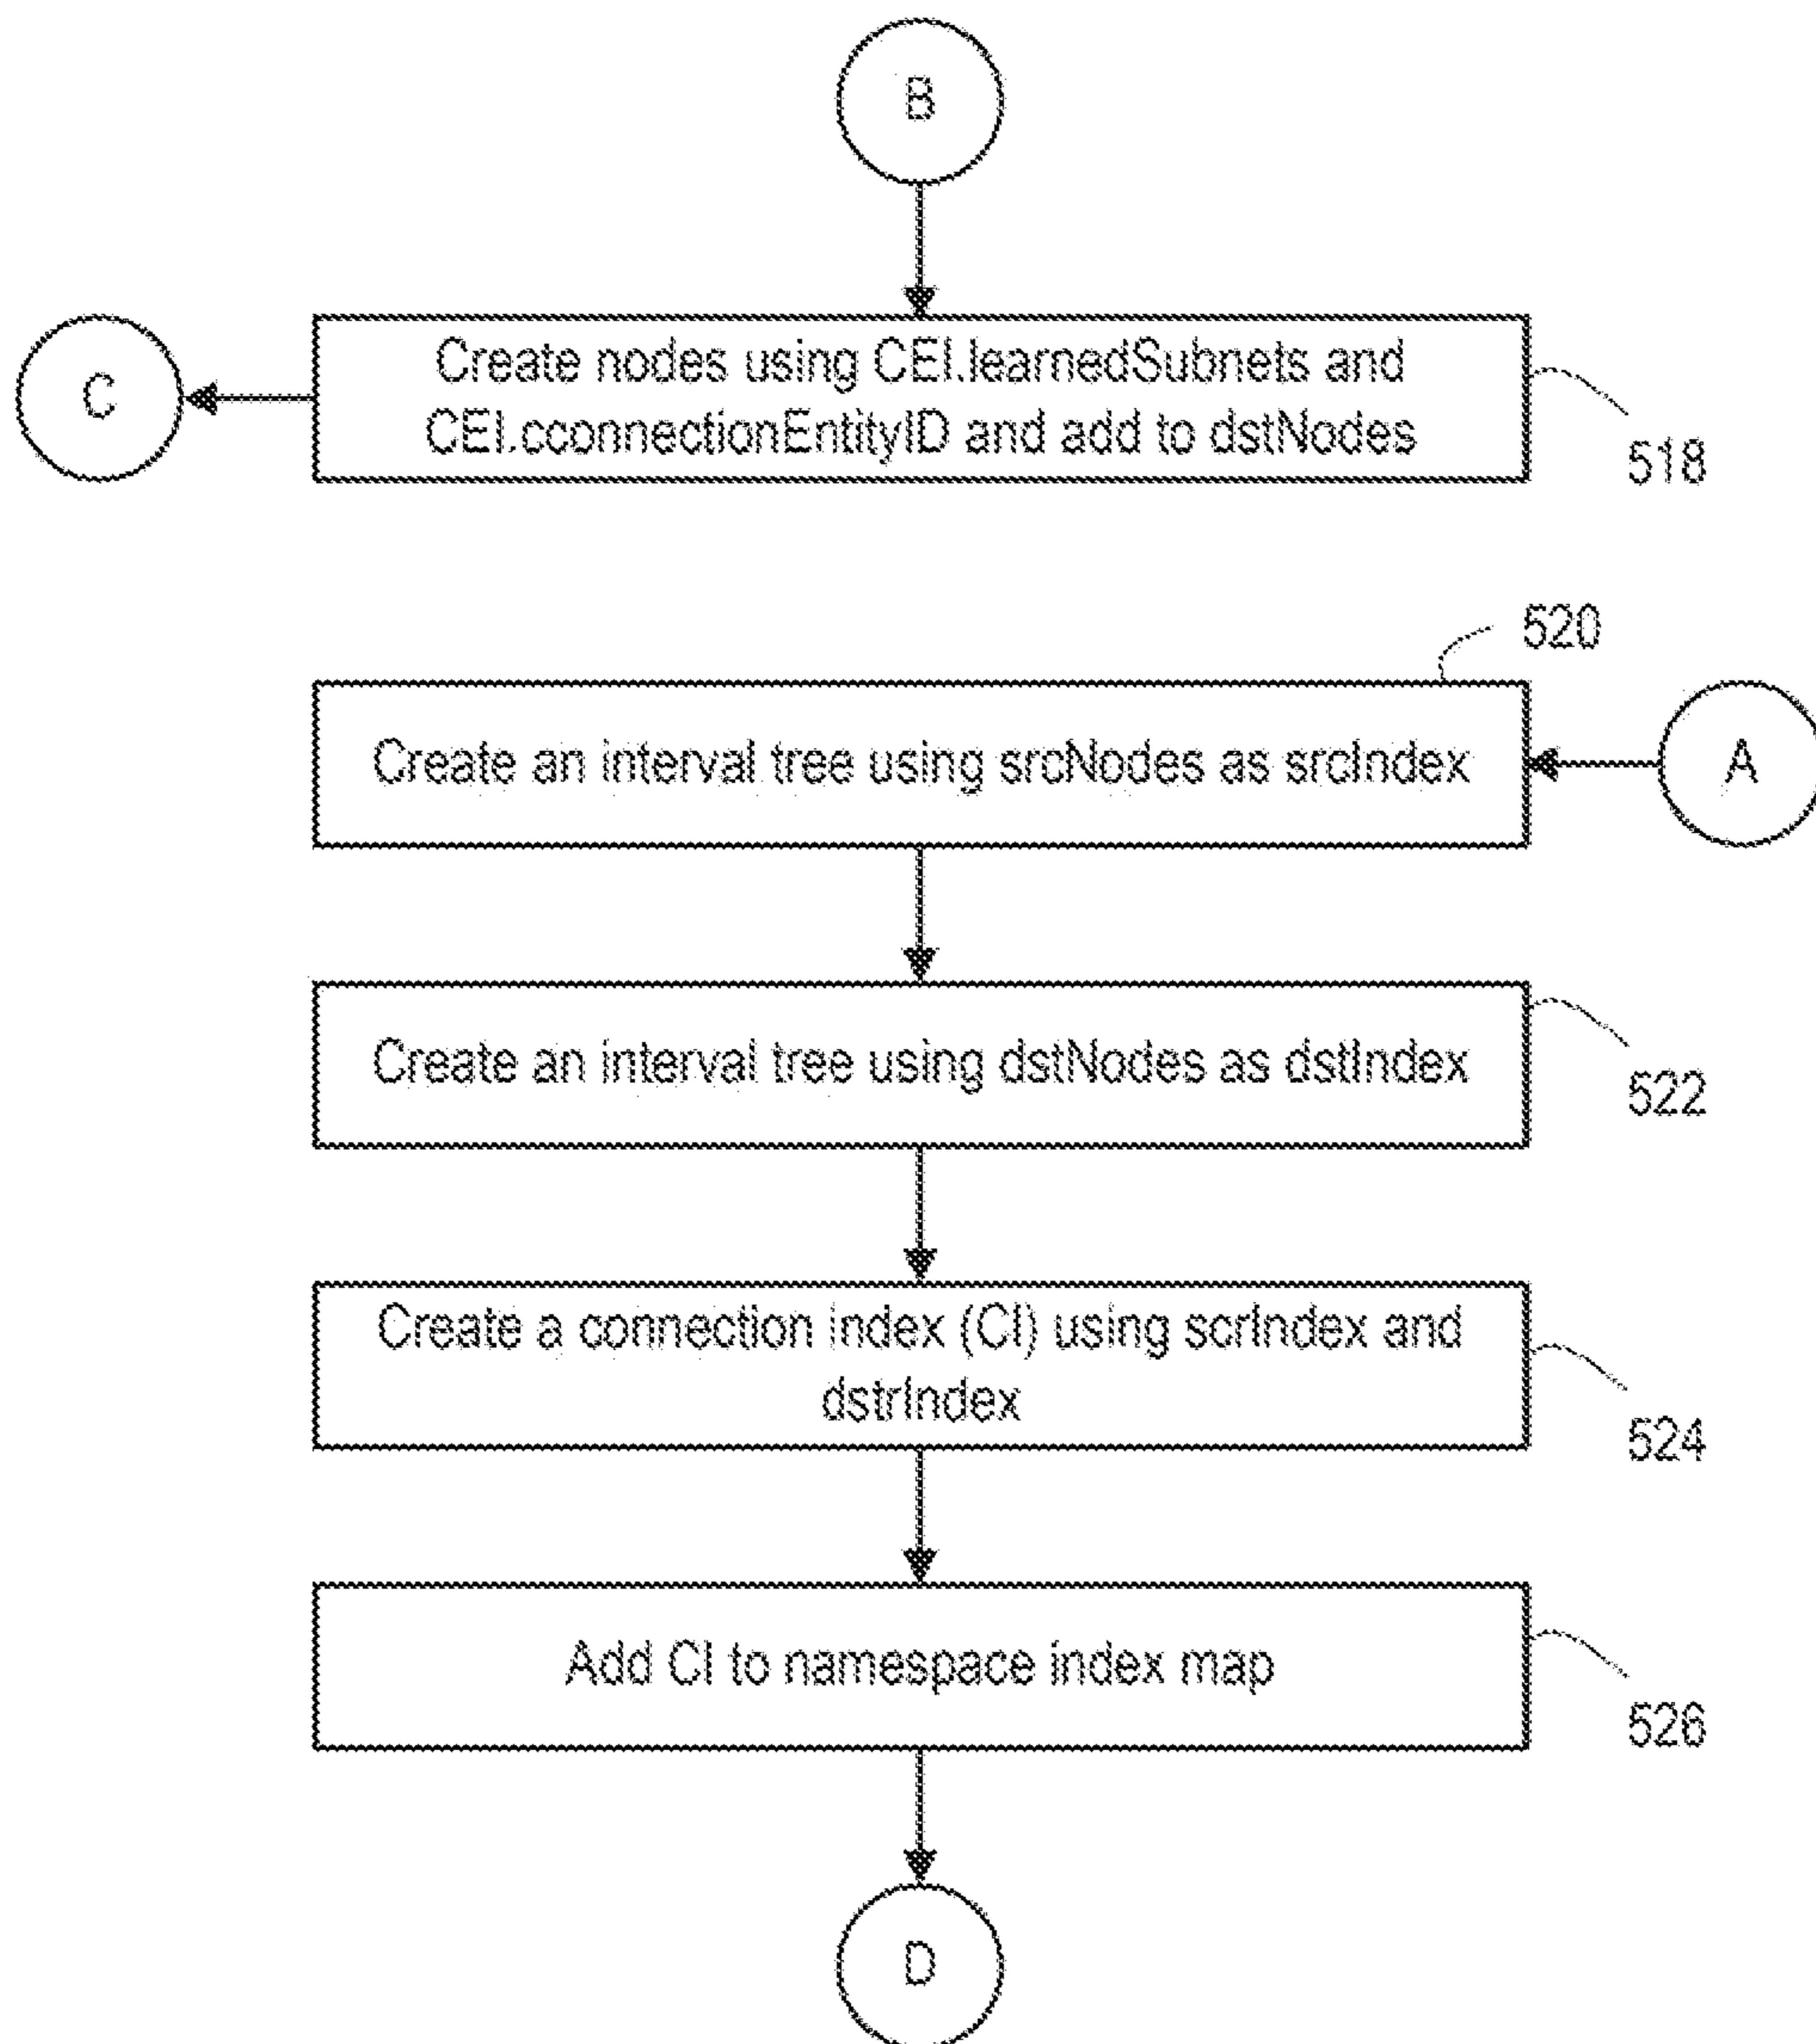 B
C
Create nodes using CEI.learnedSubnets and
CEI.cconnectionEntityID and add to dstNodes
518
520
Create an interval tree using srcNodes as srcIndex
A
Create an interval tree using dstNodes as dstIndex
522
Create a connection index (CI) using scrIndex and
dstrIndex
524
Add CI to namespace index map
526
D